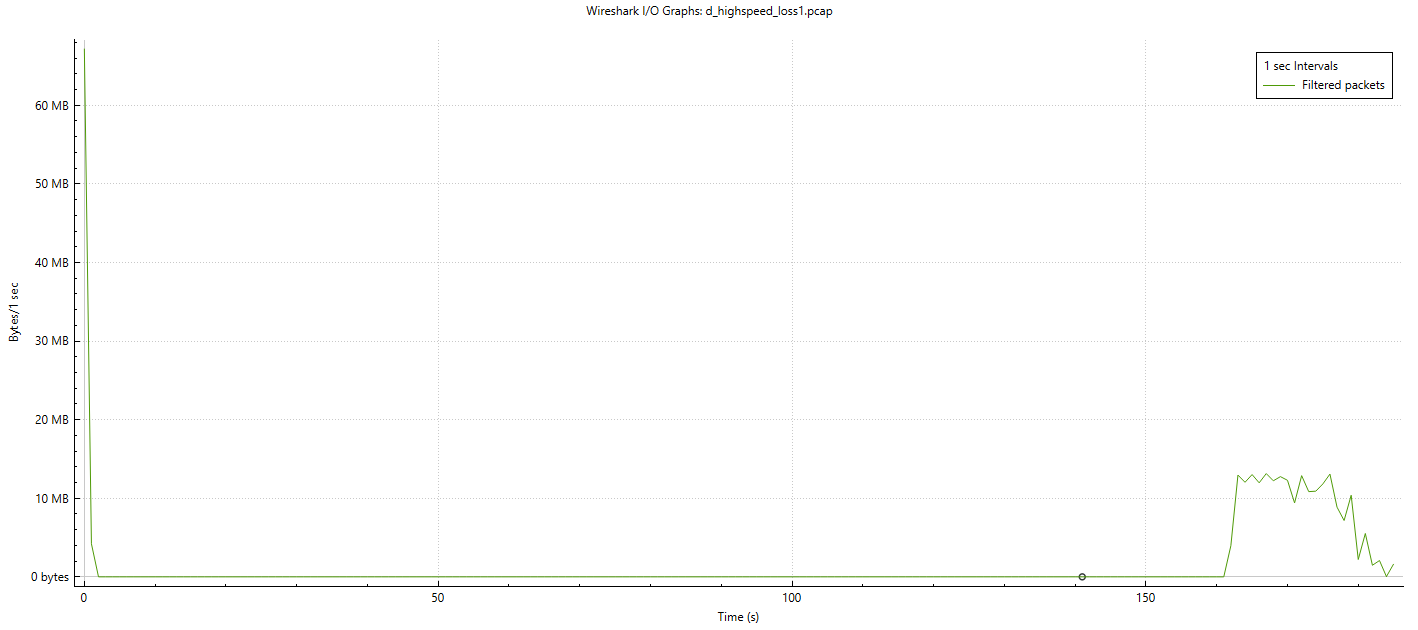 Wireshark I/O Graphs: d_highspeed_loss1.pcap
1 sec Intervals
Filtered packets
60 MB
50 MB
40 MB
30 MB
20 MB
10 MB
0 bytes
Bytes/1 sec
0
50
100
150
Time (s)